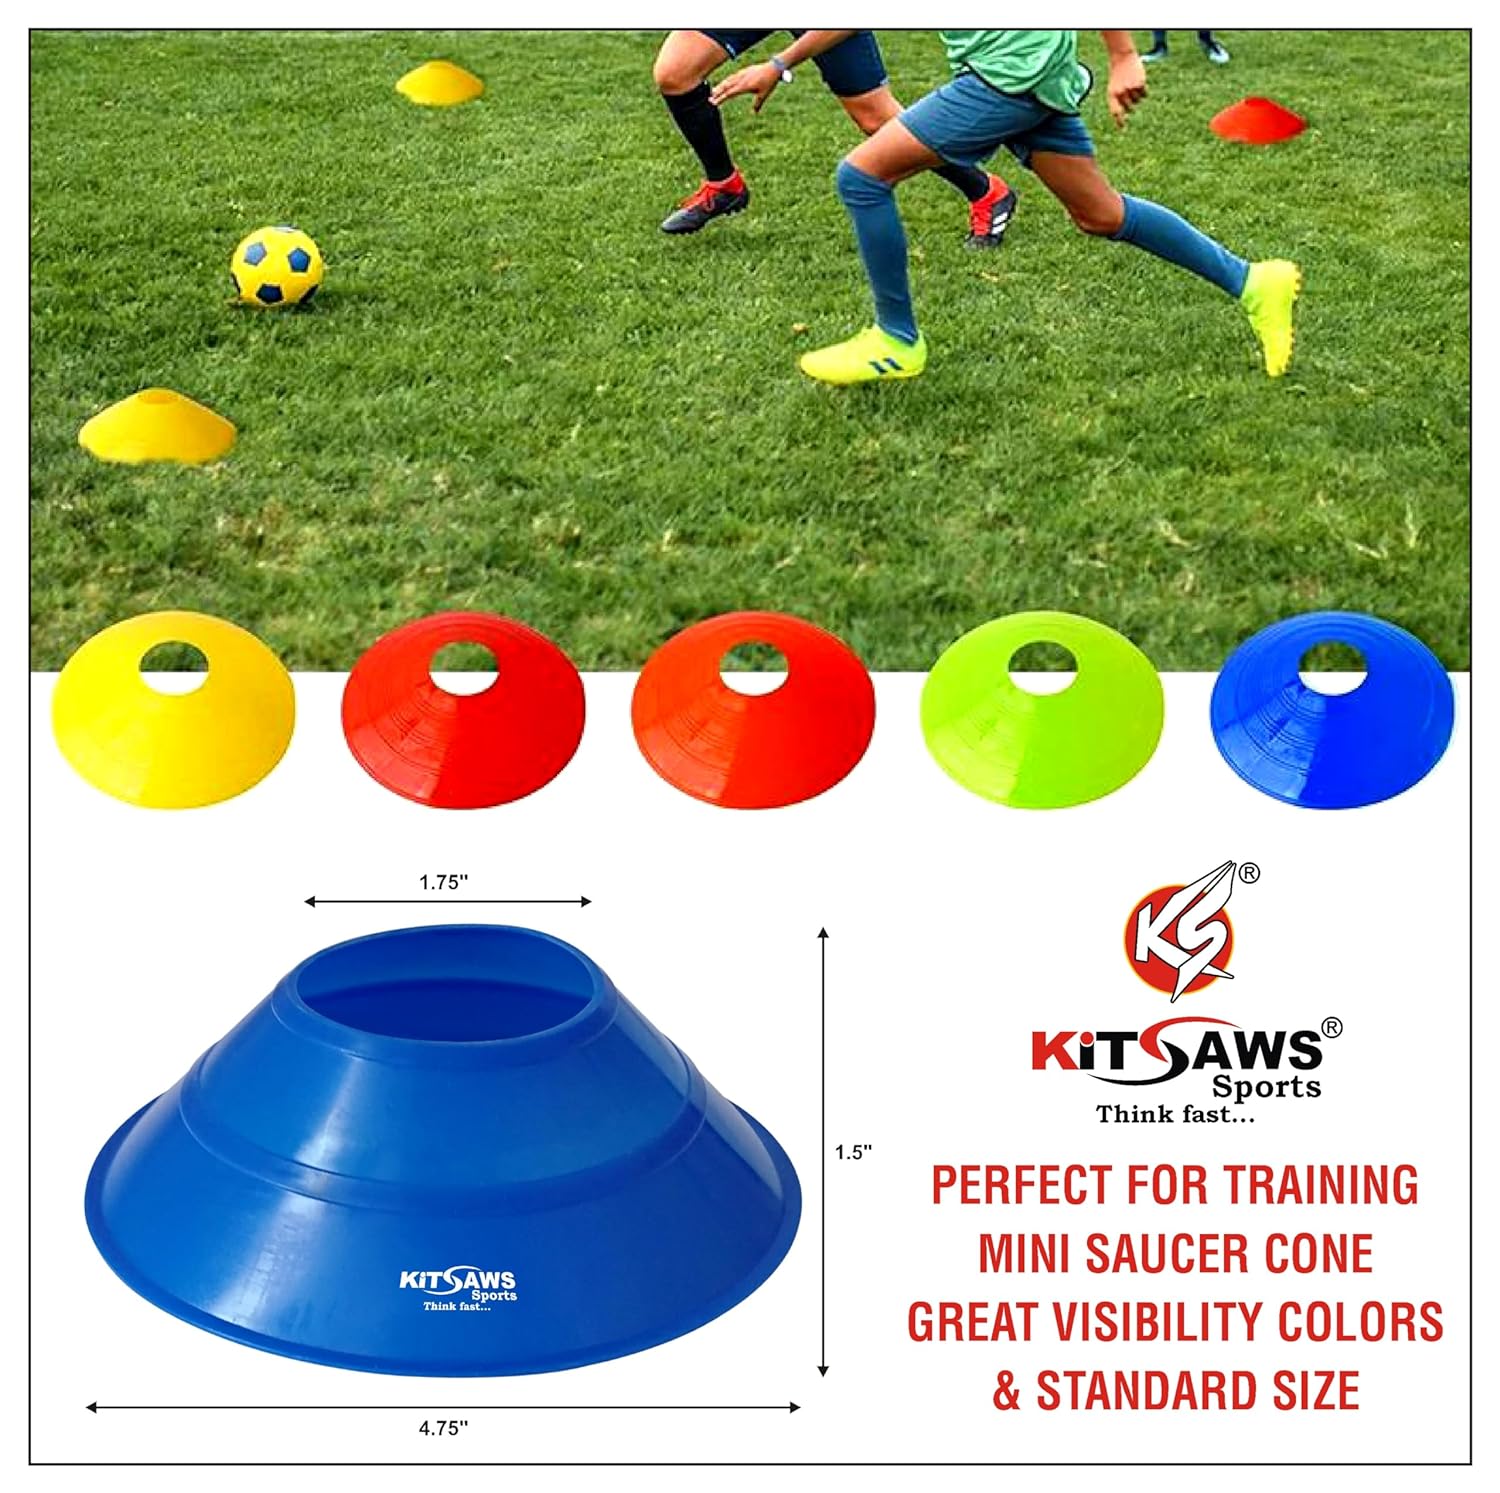 1.75"
1.5"
4.75"
KiTSAWS
Sports
Think fast...
KS®
KiTSAWS®
Sports
Think fast...
PERFECT FOR TRAINING
MINI SAUCER CONE
GREAT VISIBILITY COLORS
& STANDARD SIZE